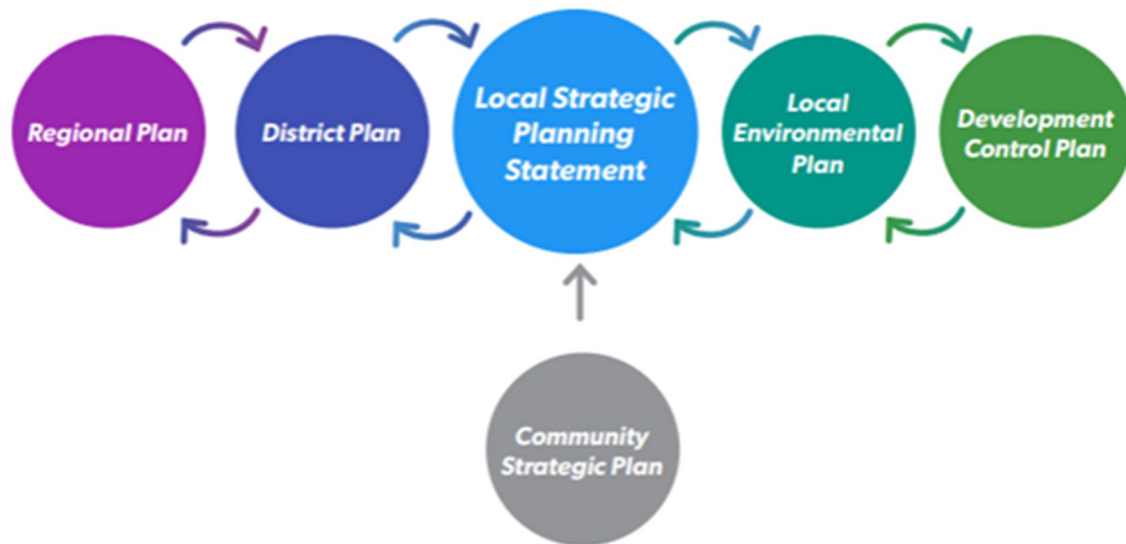 Regional Plan
District Plan
Local Strategic
Planning
Statement
Local
Environmental
Plan
Development
Control Plan
Community
Strategic Plan